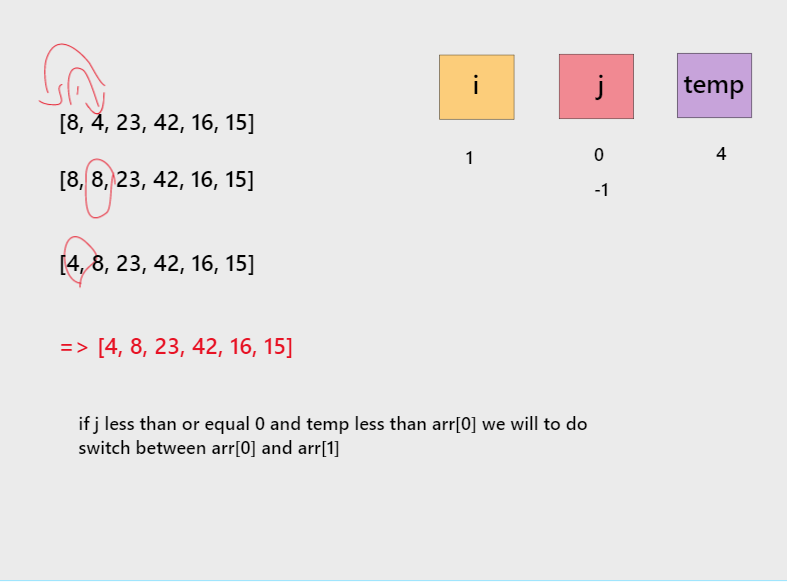 i
j
temp
[8, 4, 23, 42, 16, 15]
1
0
4
[8, 8, 23, 42, 16, 15]
-1
[4, 8, 23, 42, 16, 15]
=> [4, 8, 23, 42, 16, 15]
if j less than or equal 0 and temp less than arr[0] we will to do
switch between arr[0] and arr[1]